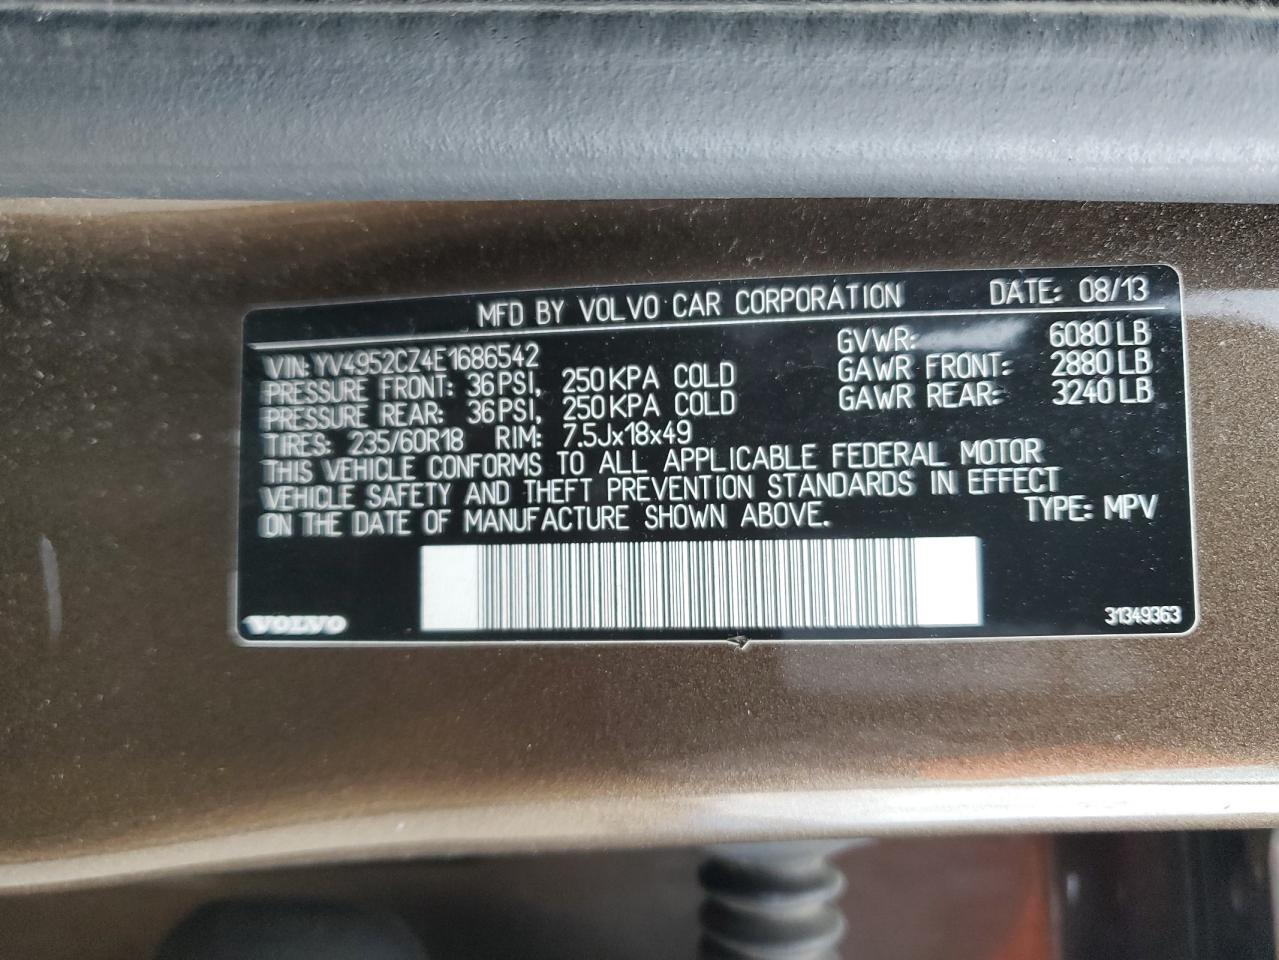 MFD BY VOLVO CAR CORPORATION DATE: 08/13
VIN: YV4952CZ4E1686542 GVWR: 6080 LB
PRESSURE FRONT: 36 PSI, 250 KPA COLD GAWR FRONT: 2880 LB
PRESSURE REAR: 36 PSI, 250 KPA COLD GAWR REAR: 3240 LB
TIRES: 235/60R18 RIM: 7.5Jx18x49
THIS VEHICLE CONFORMS TO ALL APPLICABLE FEDERAL MOTOR
VEHICLE SAFETY AND THEFT PREVENTION STANDARDS IN EFFECT
ON THE DATE OF MANUFACTURE SHOWN ABOVE. TYPE: MPV
VOLVO 31349363